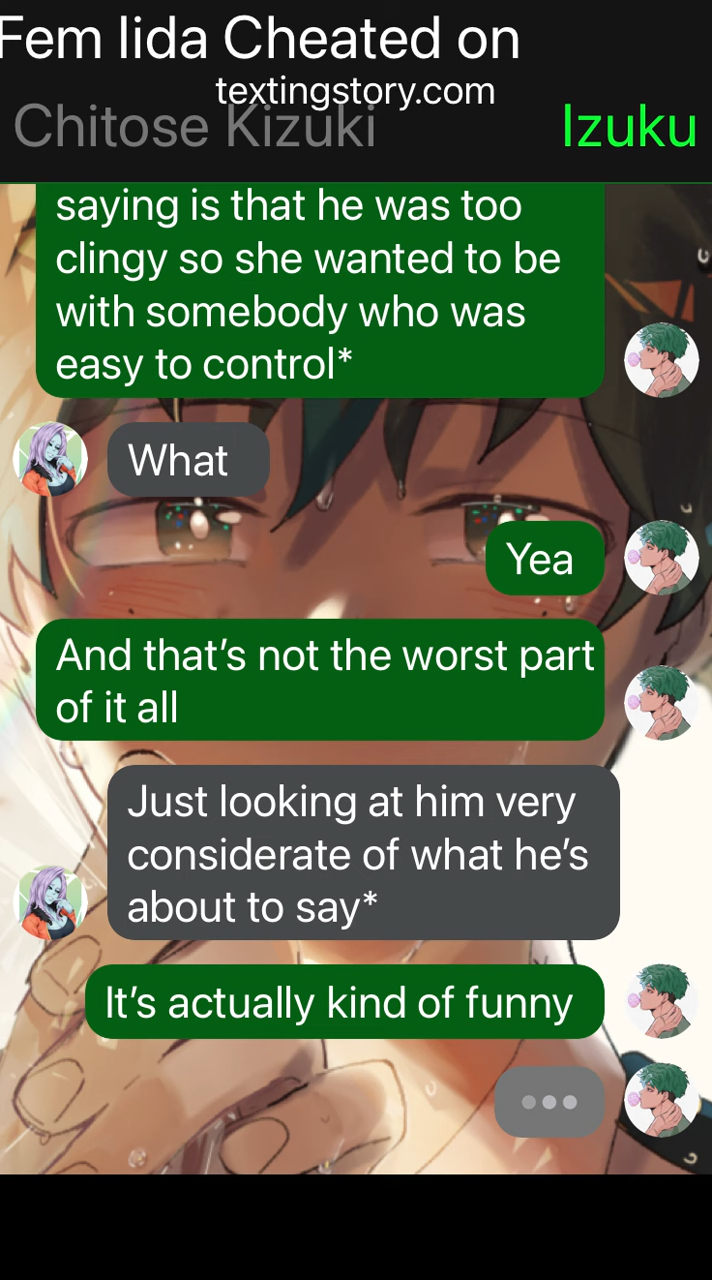 Fem Iida Cheated on
textingstory.com
Chitose Kizuki
Izuku
saying is that he was too
clingy so she wanted to be
with somebody who was
easy to control*
What
Yea
And that’s not the worst part
of it all
Just looking at him very
considerate of what he’s
about to say*
It’s actually kind of funny